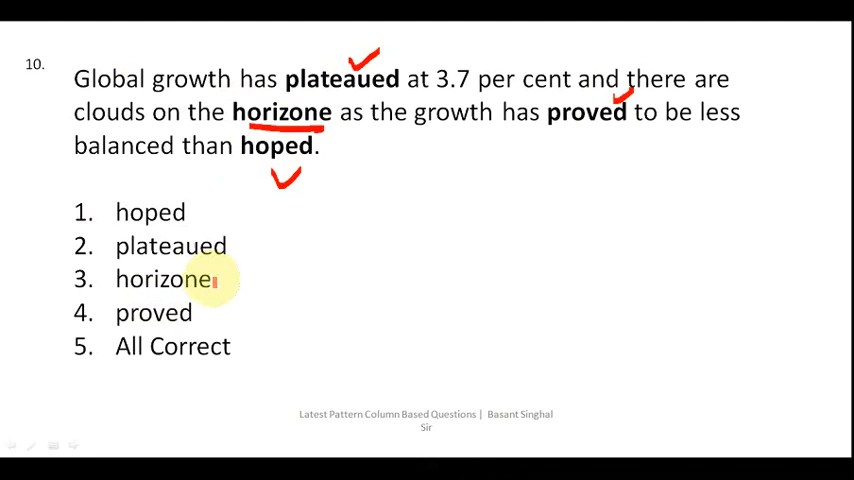 10.
Global growth has plateaued at 3.7 per cent and there are
clouds on the horizone as the growth has proved to be less
balanced than hoped.
1. hoped
2. plateaued
3. horizone
4. proved
5. All Correct
Latest Pattern Column Based Questions | Basant Singhal
Sir